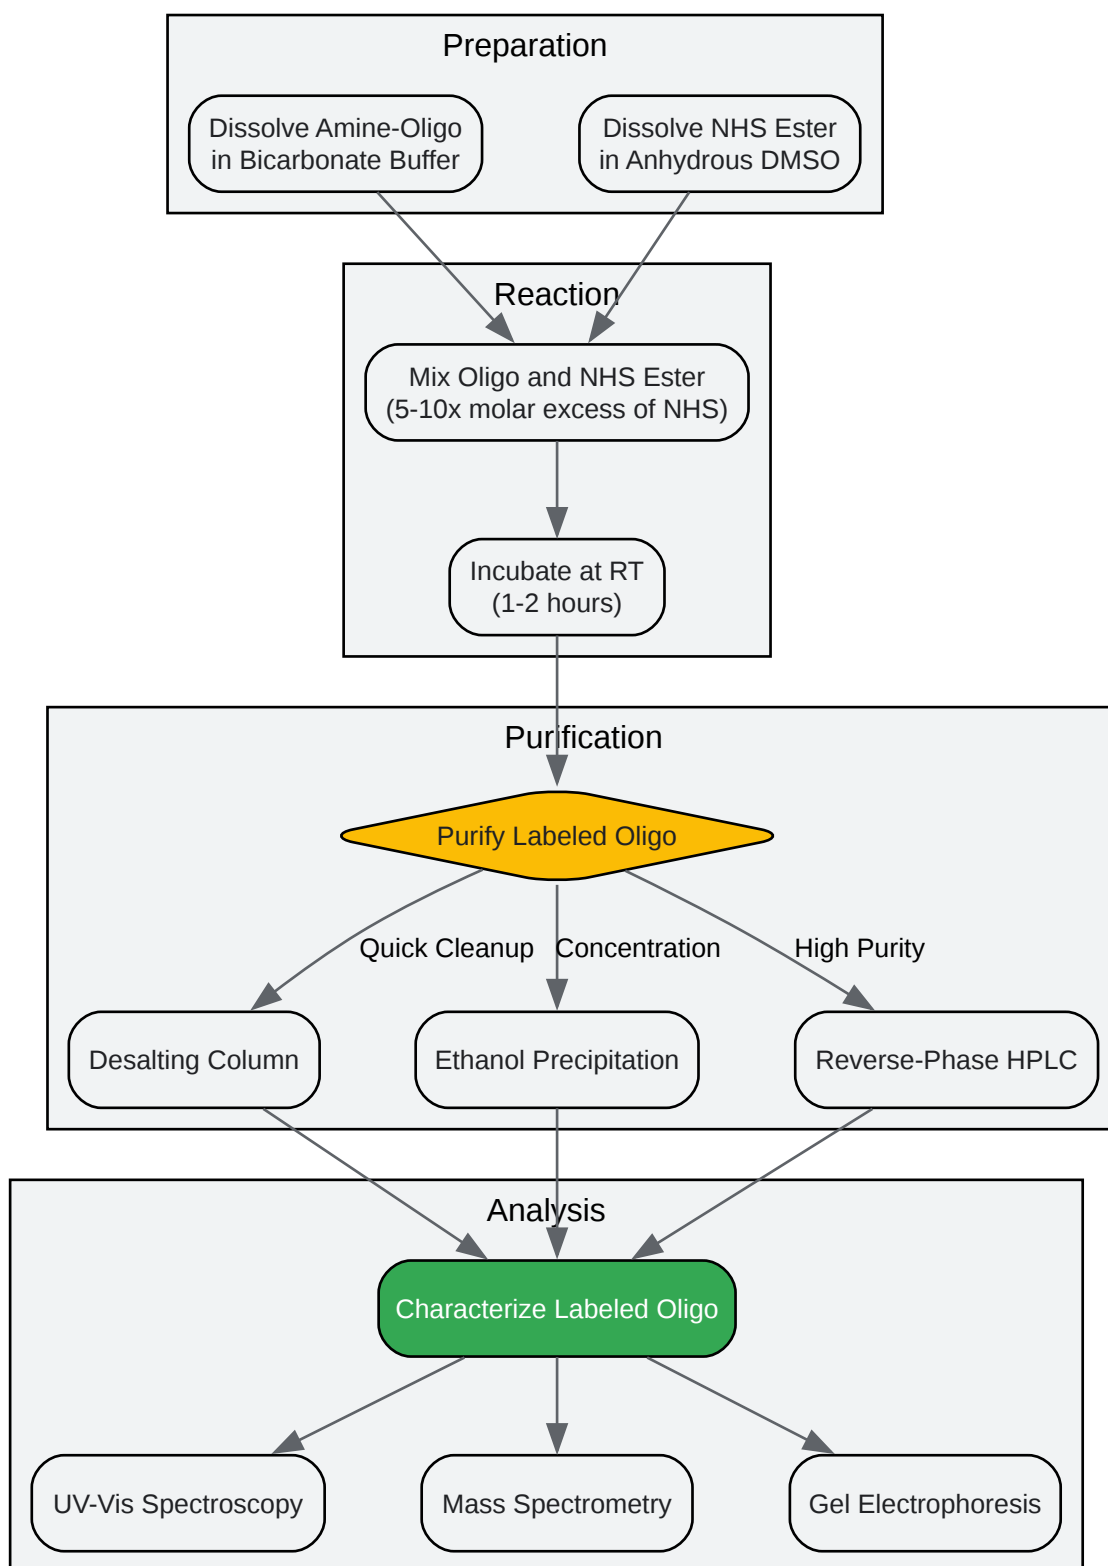 Preparation
Dissolve Amine-Oligo
in Bicarbonate Buffer
Dissolve NHS Ester
in Anhydrous DMSO
Reaction
Mix Oligo and NHS Ester
(5-10x molar excess of NHS)
Incubate at RT
(1-2 hours)
Purification
Purify Labeled Oligo
Quick Cleanup
Concentration
High Purity
Desalting Column
Ethanol Precipitation
Reverse-Phase HPLC
Analysis
Characterize Labeled Oligo
UV-Vis Spectroscopy
Mass Spectrometry
Gel Electrophoresis